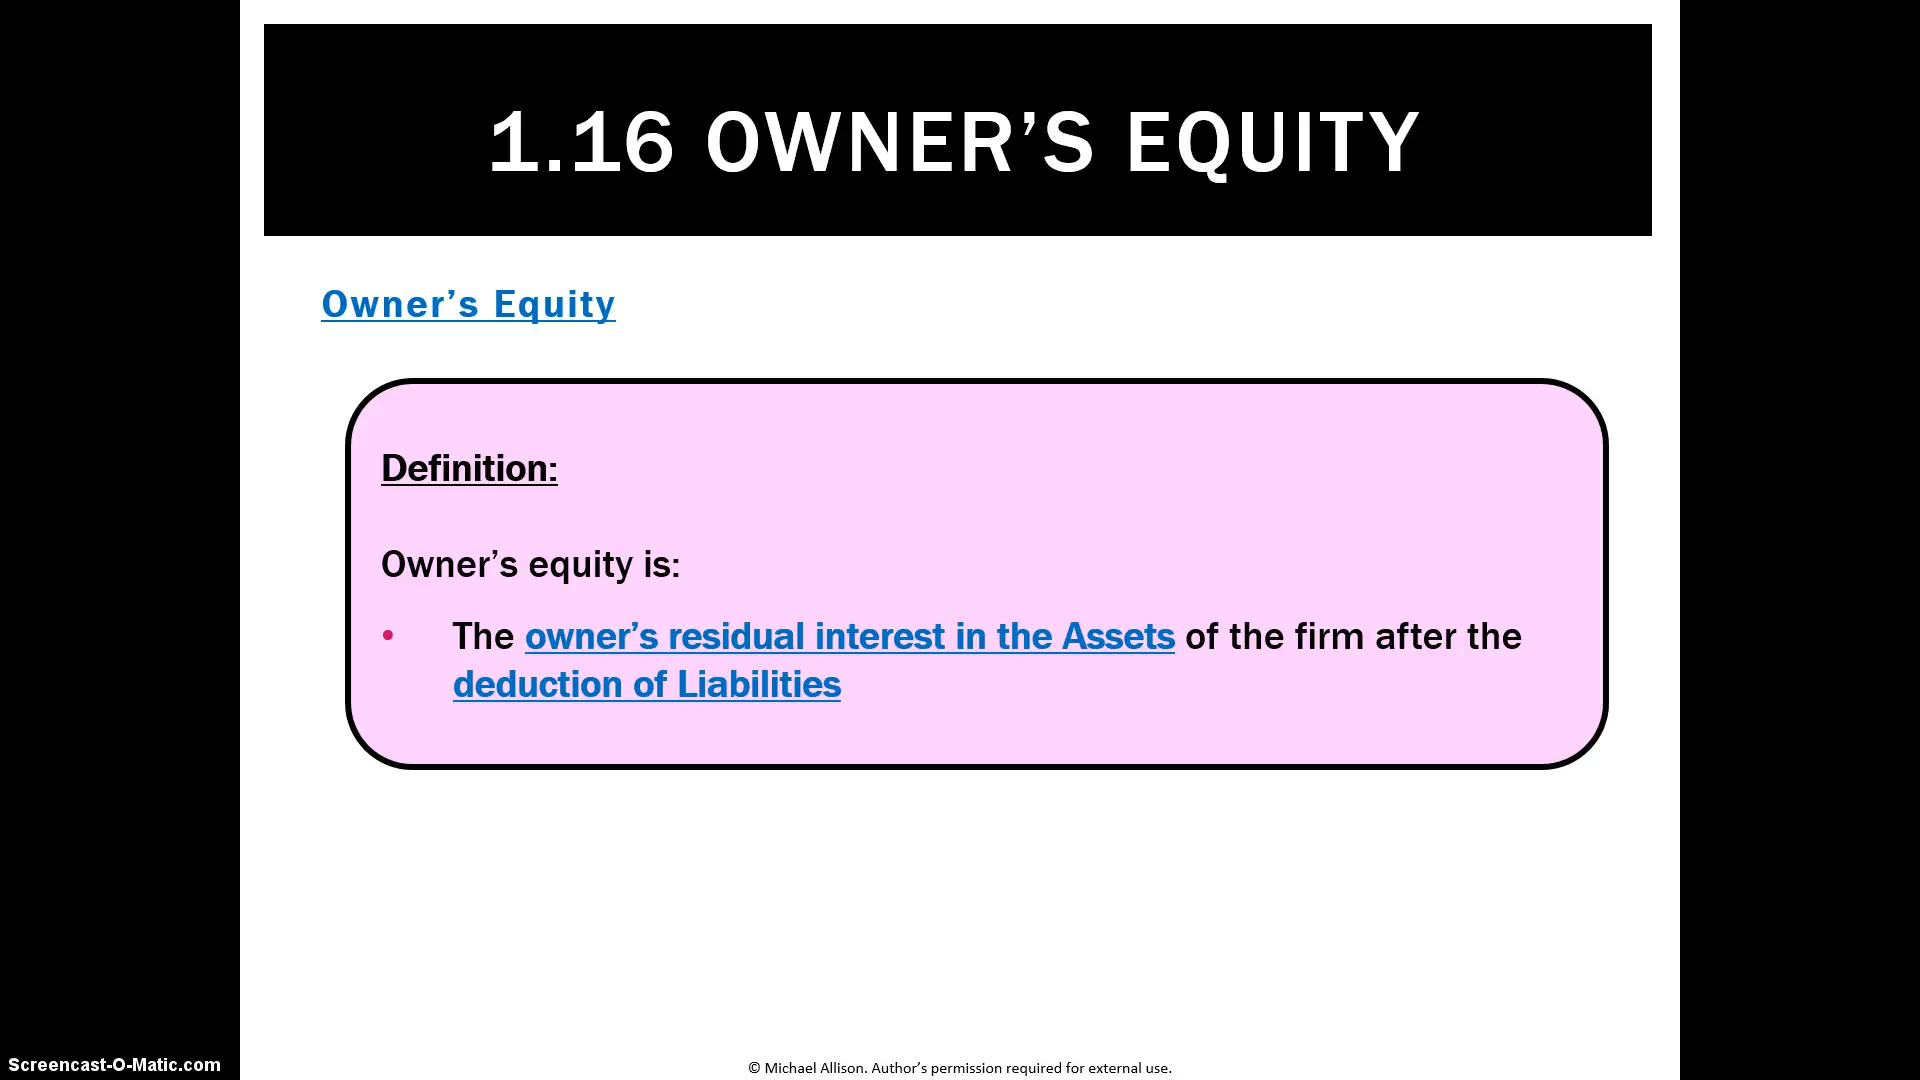 1.16 OWNER’S EQUITY
Owner’s Equity
Definition:
Owner’s equity is:
• The owner’s residual interest in the Assets of the firm after the
deduction of Liabilities
Screencast-O-Matic.com
© Michael Allison. Author’s permission required for external use.